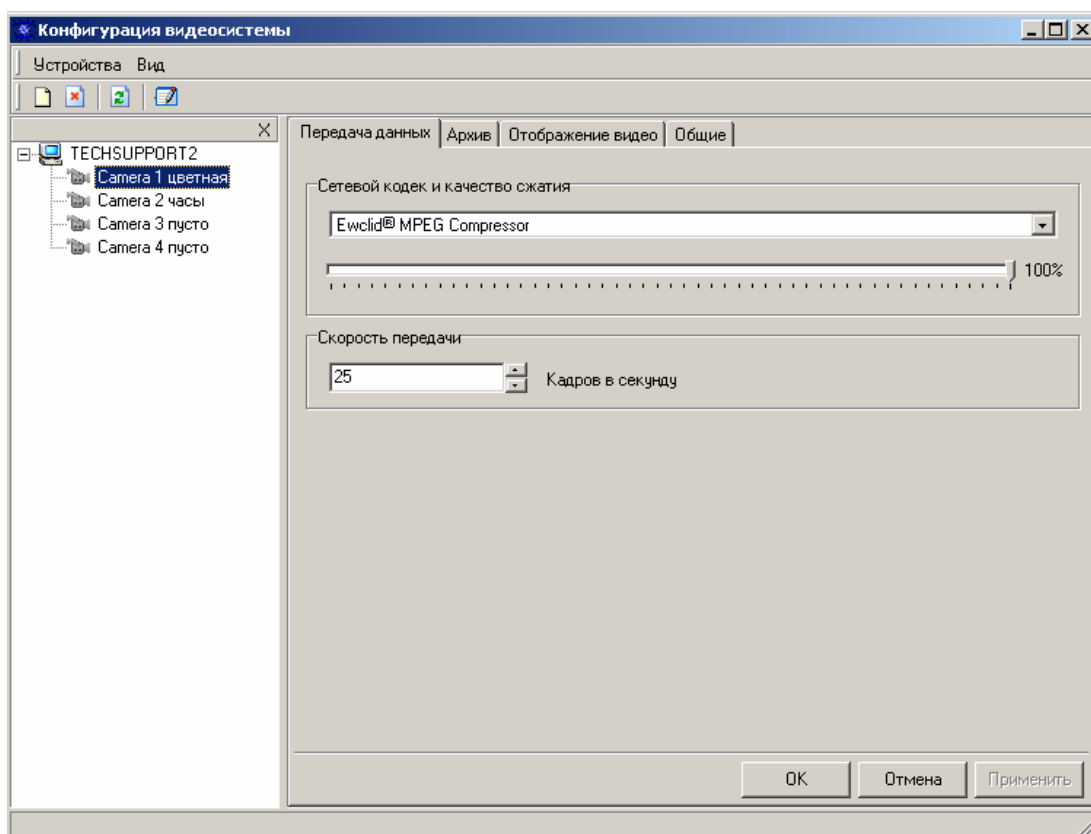 Конфигурация видеосистемы
Устройства Вид
TECHSUPPORT2
Camera 1 цветная
Camera 2 часы
Camera 3 пусто
Camera 4 пусто
Передача данных Архив Отображение видео Общие
Сетевой кодек и качество сжатия
Ewclid® MPEG Compressor
100%
Скорость передачи
25 Кадров в секунду
OK Отмена Применить